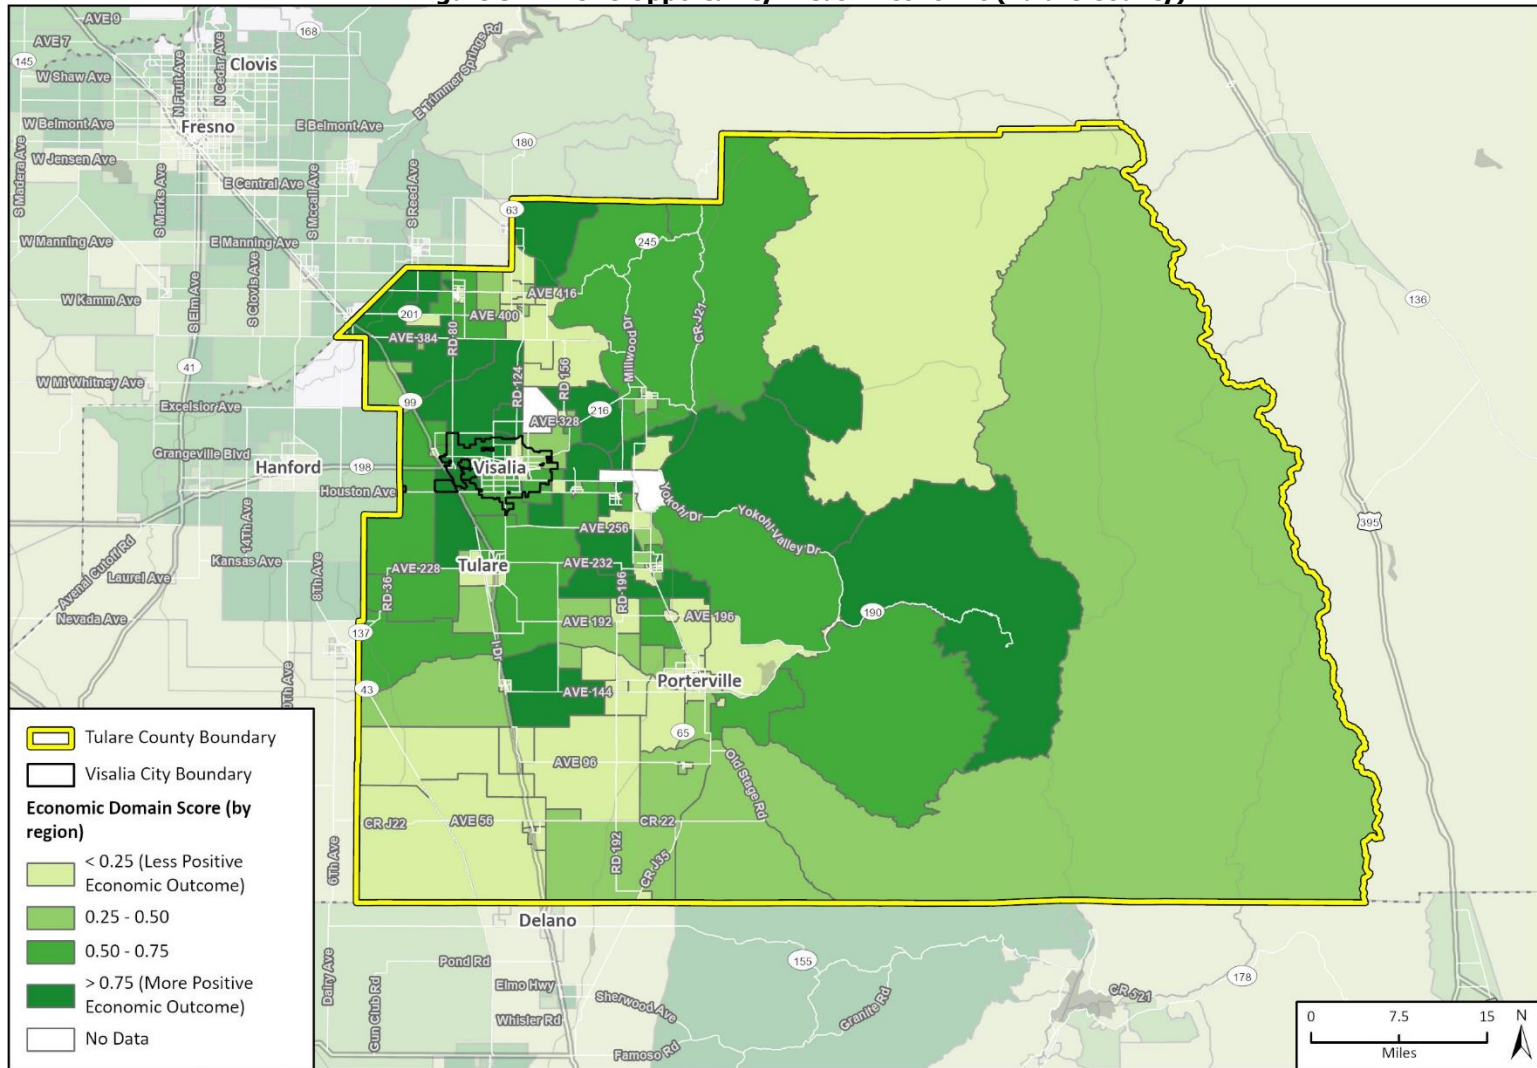 AVE 9
168
AVE 7
Clovis
145
W Shaw Ave
N Fruit Ave
N Cedar Ave
E Trimmer Springs Rd
W Belmont Ave
Fresno
E Belmont Ave
180
W Jensen Ave
S Madera Ave
S Marks Ave
E Central Ave
S Mccall Ave
S Reed Ave
63
W Manning Ave
E Manning Ave
245
W Kamm Ave
S Elm Ave
S Clovis Ave
AVE 416
136
201
AVE 400
AVE 384
RD 80
CR J21
Millwood Dr
41
RD 124
RD 156
W Mt Whitney Ave
99
Excelsior Ave
216
AVE 328
Grangeville Blvd
Hanford
198
Visalia
Houston Ave
Yokohl Dr
Yokohl Valley Dr
395
14Th Ave
AVE 256
Avenal Cutoff Rd
Kansas Ave
8Th Ave
Tulare
AVE 232
AVE 228
Laurel Ave
RD 36
RD 196
Nevada Ave
AVE 192
AVE 196
190
137
I-Dr
43
Porterville
AVE 144
65
AVE 96
Old Stage Rd
CR J22
AVE 56
CR 22
6Th Ave
RD 192
CR J35
Delano
Dairy Ave
Pond Rd
155
Gun Club Rd
Elmo Hwy
Sherwood Ave
Whisler Rd
Granite Rd
Famoso Rd
178
CR 521
Tulare County Boundary
Visalia City Boundary
Economic Domain Score (by
region)
< 0.25 (Less Positive
Economic Outcome)
0.25 - 0.50
0.50 - 0.75
> 0.75 (More Positive
Economic Outcome)
No Data
0 7.5 15
Miles
N